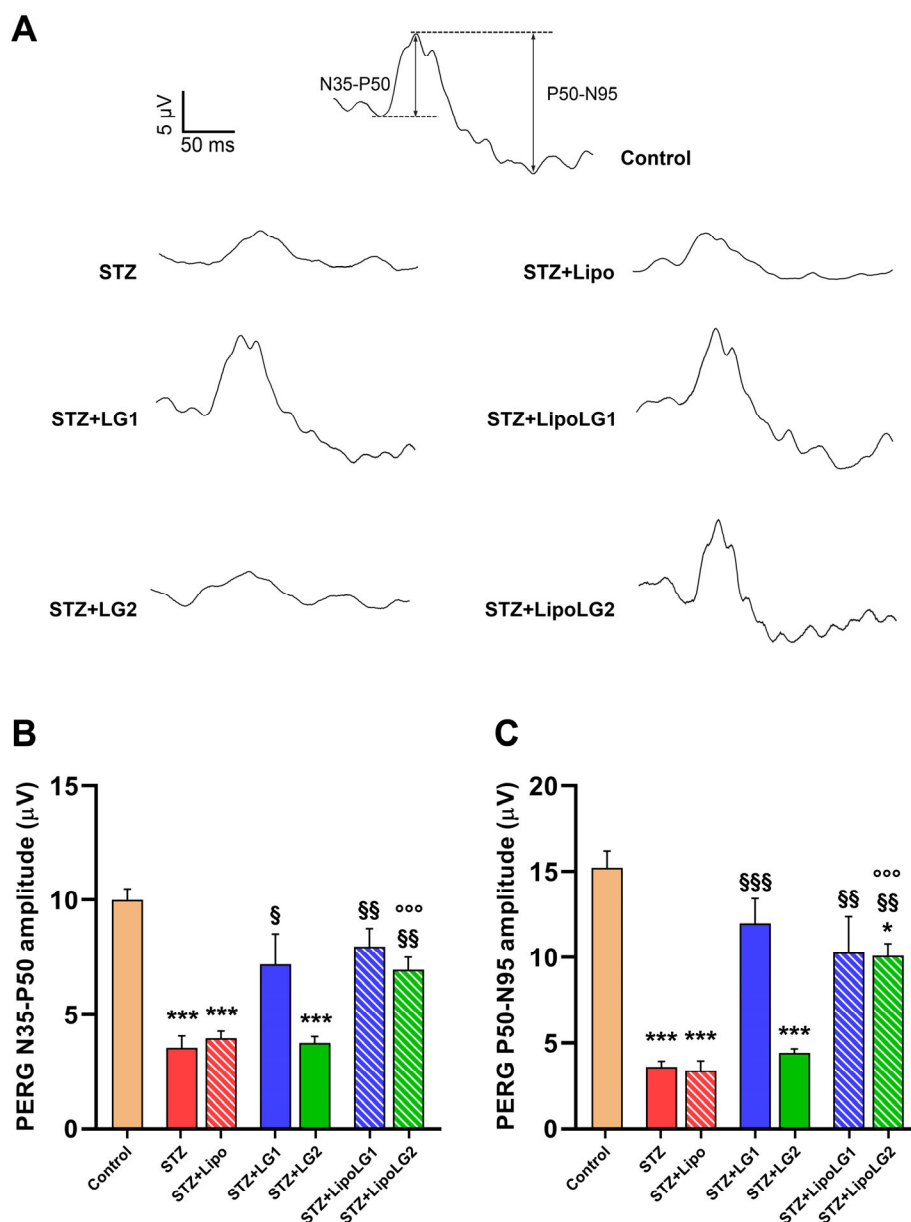 A
5 µV
50 ms
N35-P50
P50-N95
Control
STZ
STZ+Lipo
STZ+LG1
STZ+LipoLG1
STZ+LG2
STZ+LipoLG2
B
PERG N35-P50 amplitude (µV)
15
10
5
0
***
***
§
***
§§
°°°
§§
Control
STZ
STZ+Lipo
STZ+LG1
STZ+LG2
STZ+LipoLG1
STZ+LipoLG2
C
PERG P50-N95 amplitude (µV)
20
15
10
5
0
***
***
§§§
***
§§
°°°
§§
*
Control
STZ
STZ+Lipo
STZ+LG1
STZ+LG2
STZ+LipoLG1
STZ+LipoLG2